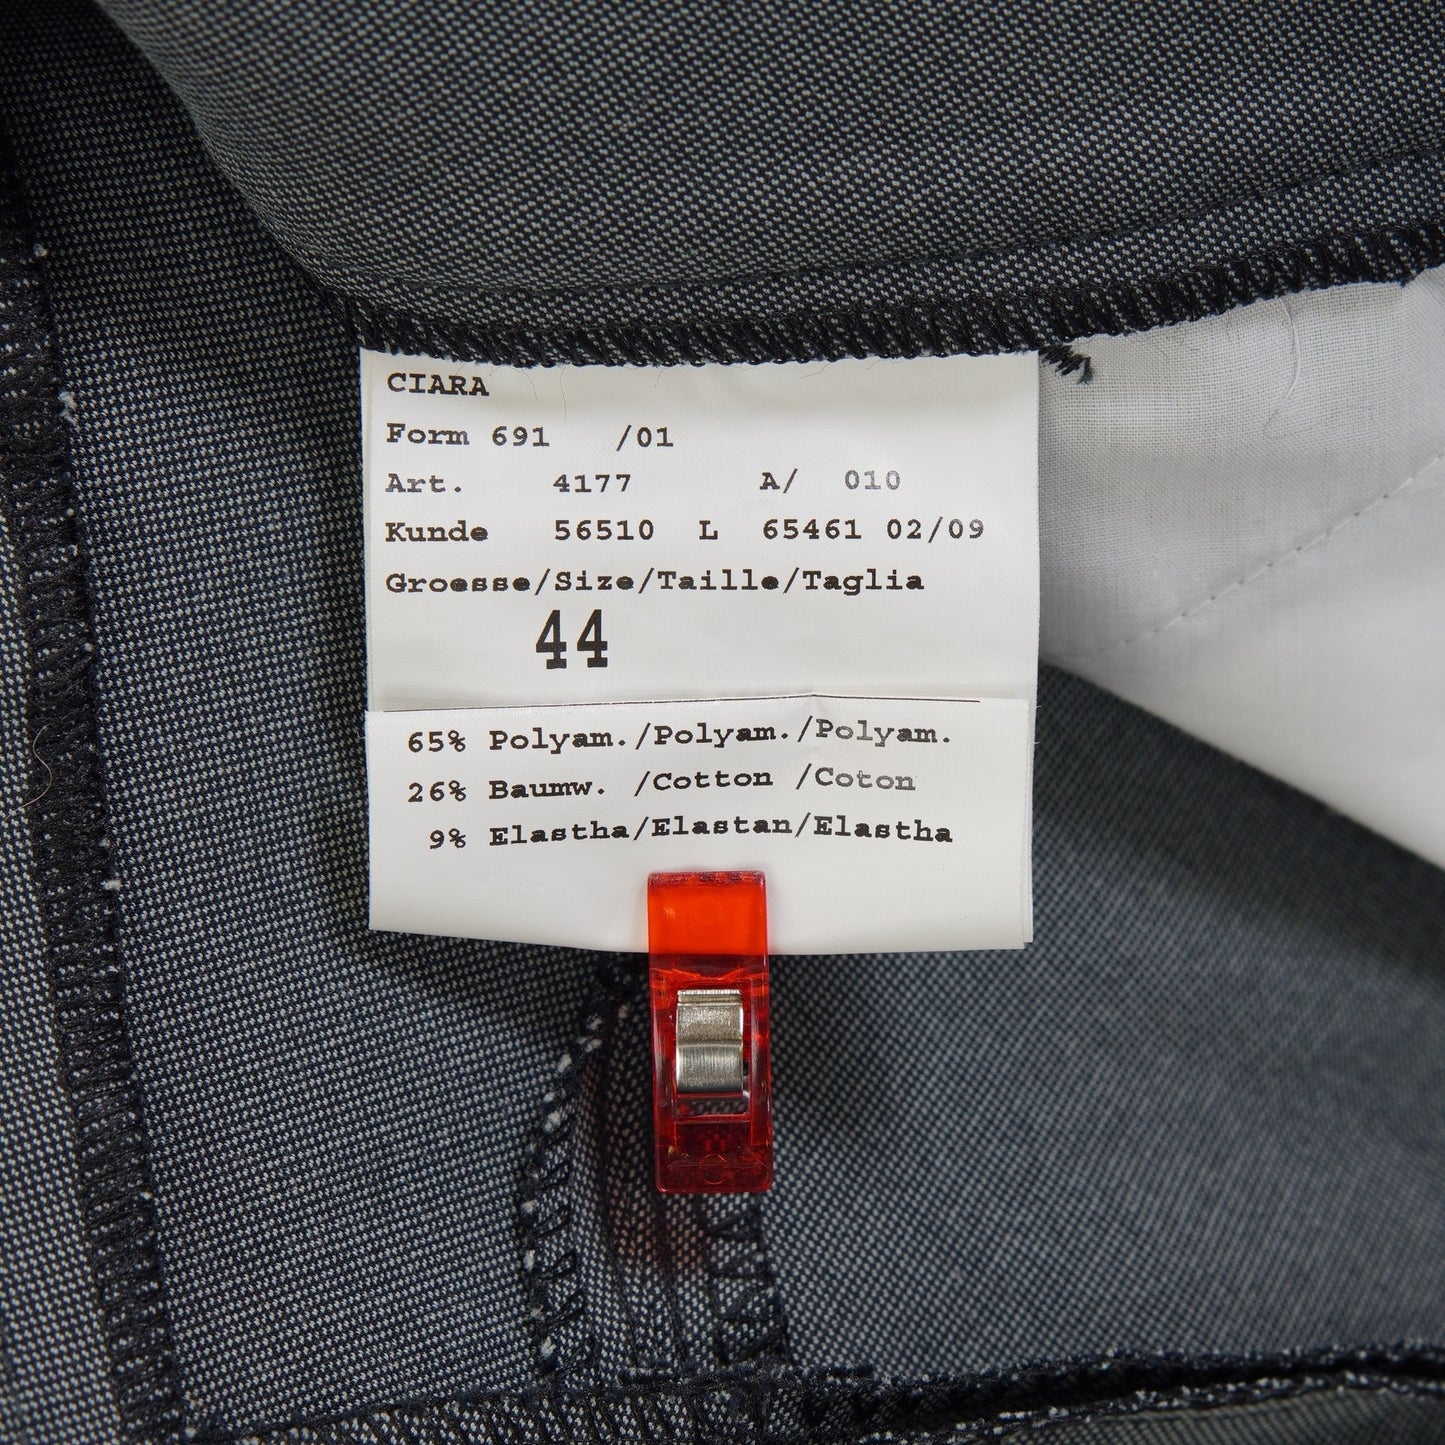 CIARA
Form 691 /01
Art. 4177 A/ 010
Kunde 56510 L 65461 02/09
Groesse/Size/Taille/Taglia
44
65% Polyam./Polyam./Polyam.
26% Baumw. /Cotton /Coton
9% Elastha/Elastan/Elastha